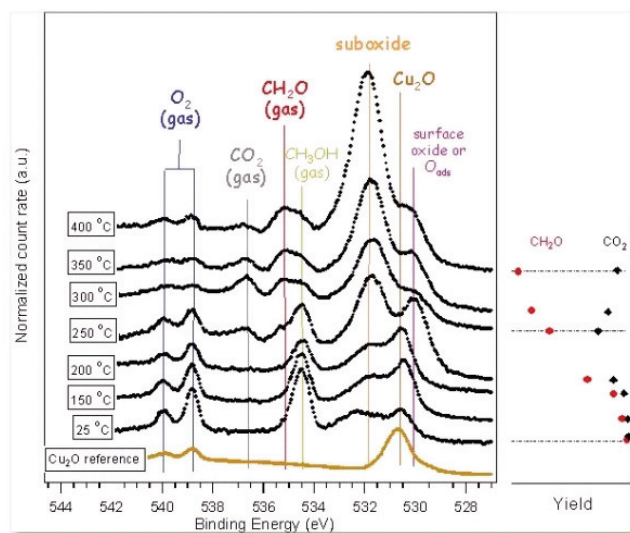 suboxide
Cu2O
CH2O
(gas)
O2
(gas)
CO2
(gas)
CH3OH
(gas)
surface
oxide or
Oads
Normalized count rate (a.u.)
400 °C
350 °C
300 °C
250 °C
200 °C
150 °C
25 °C
Cu2O reference
CH2O
CO2
544 542 540 538 536 534 532 530 528
Binding Energy (eV)
Yield